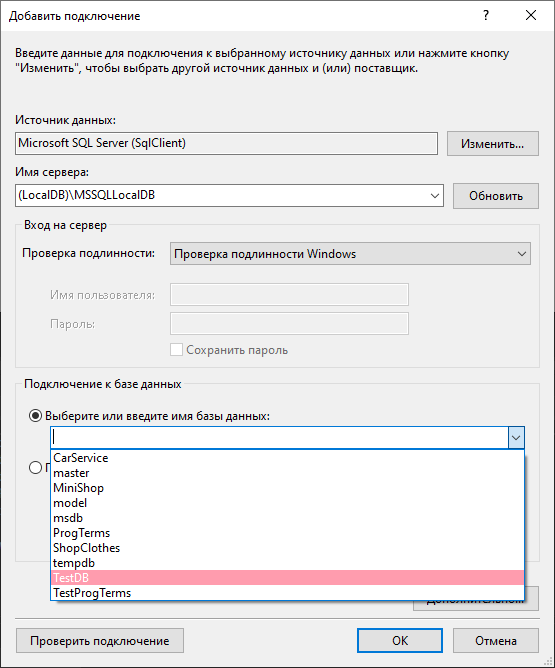 Добавить подключение
Введите данные для подключения к выбранному источнику данных или нажмите кнопку
"Изменить", чтобы выбрать другой источник данных и (или) поставщик.
Источник данных:
Microsoft SQL Server (SqlClient)
Изменить...
Имя сервера:
(LocalDB)\MSSQLLocalDB
Обновить
Вход на сервер
Проверка подлинности:
Проверка подлинности Windows
Имя пользователя:
Пароль:
Сохранить пароль
Подключение к базе данных
Выберите или введите имя базы данных:
CarService
master
MiniShop
model
msdb
ProgTerms
ShopClothes
tempdb
TestDB
TestProgTerms
Проверить подключение
ОК
Отмена